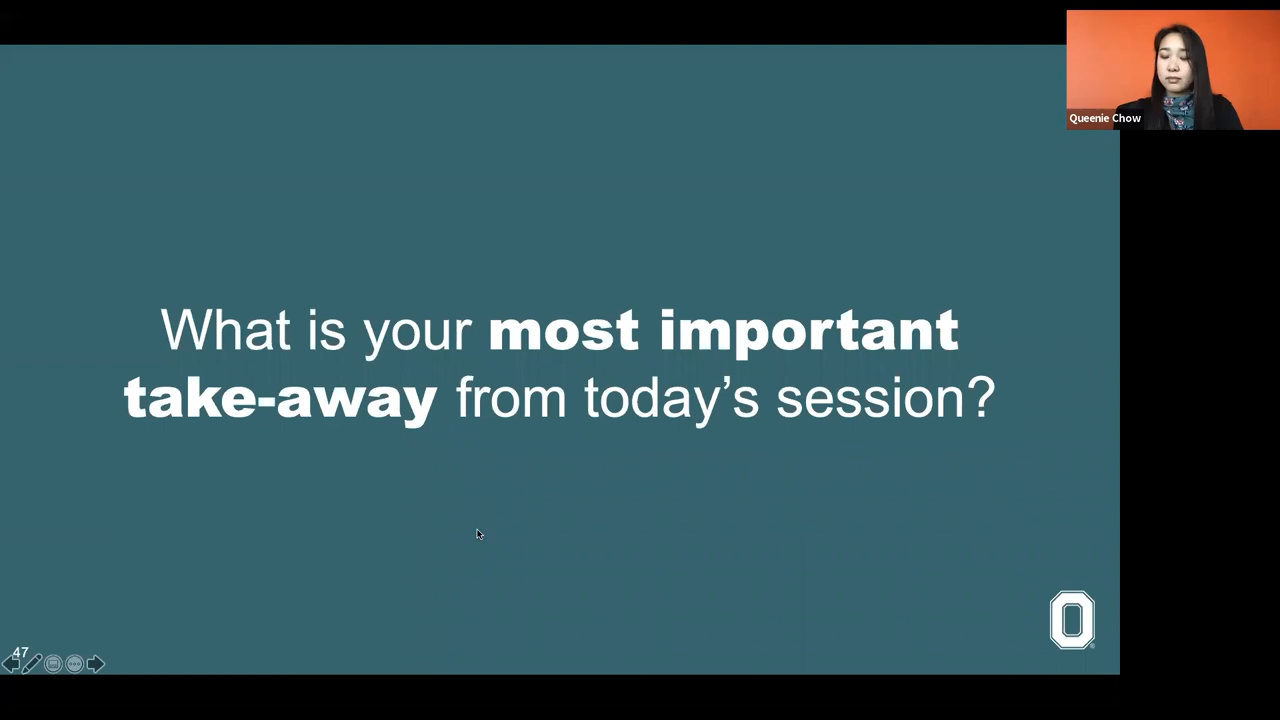 Queenie Chow
What is your most important
take-away from today’s session?
47